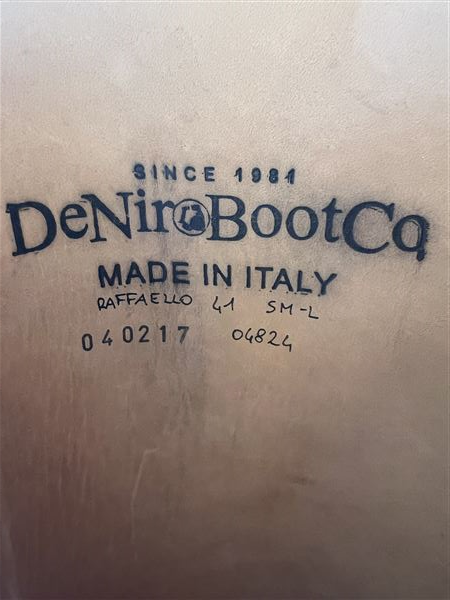 SINCE 1981
DeNiroBootCo
MADE IN ITALY
RAFFAELLO 41 SM-L
040217 04824